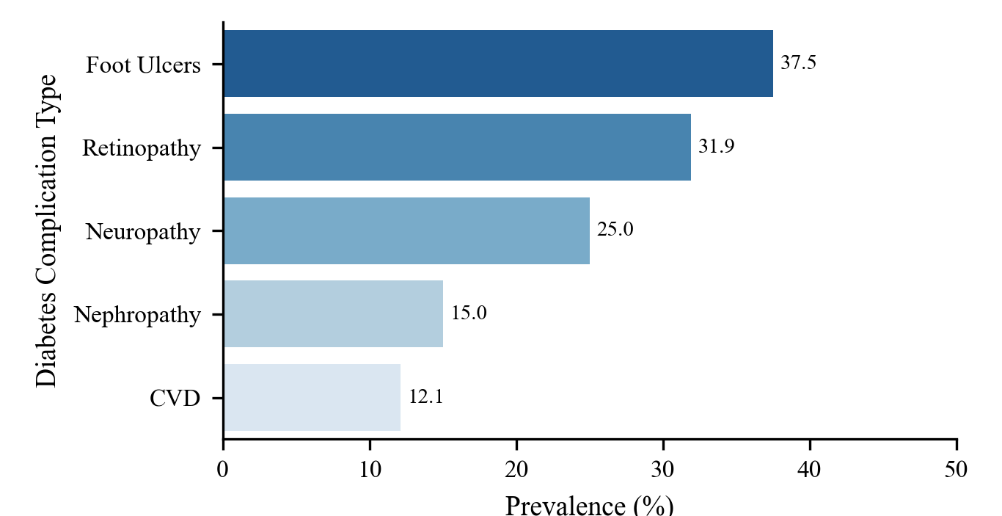 Diabetes Complication Type
Foot Ulcers 37.5
Retinopathy 31.9
Neuropathy 25.0
Nephropathy 15.0
CVD 12.1
0 10 20 30 40 50
Prevalence (%)